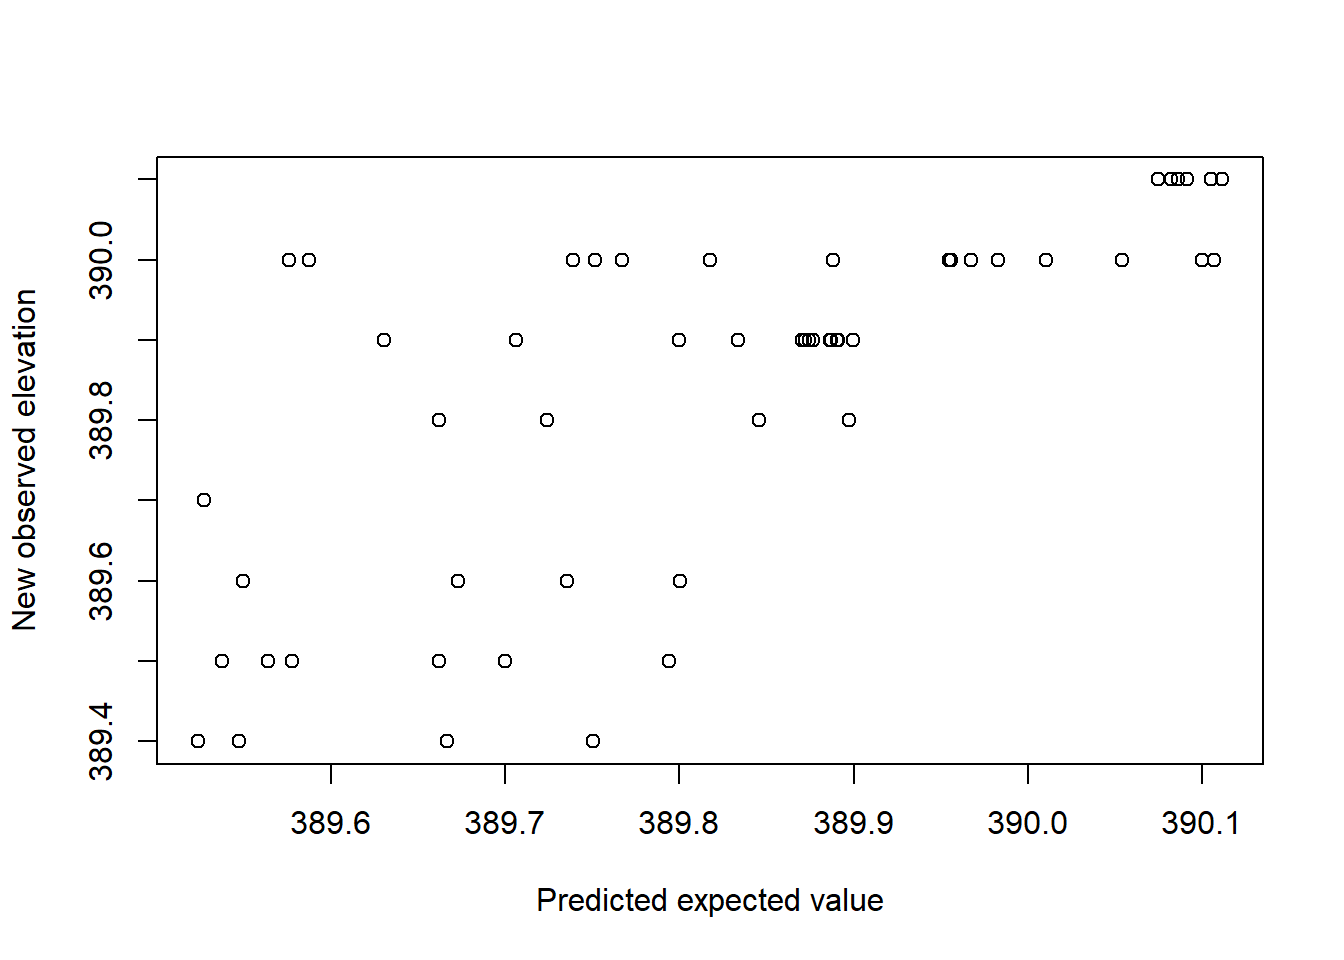 New observed elevation
390.0
389.8
389.6
389.4
389.6 389.7 389.8 389.9 390.0 390.1
Predicted expected value